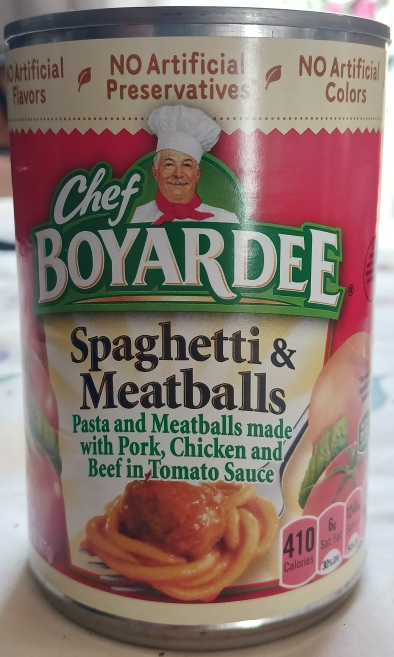 Artificial
Flavors
NO Artificial
Preservatives
NO Artificial
Colors
Chef
BOYARDEE
®
Spaghetti &
Meatballs
Pasta and Meatballs made
with Pork, Chicken and
Beef in Tomato Sauce
410
Calories
6g
Sat. Fat
30% DV